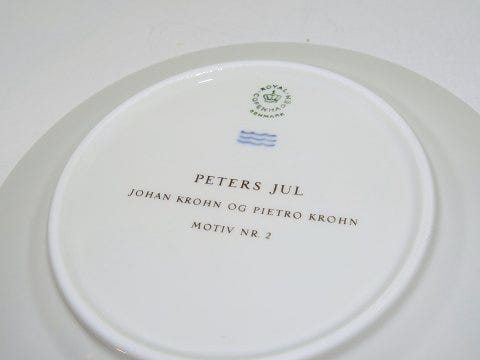 ROYAL
COPENHAGEN
DENMARK
PETERS JUL
JOHAN KROHN OG PIETRO KROHN
MOTIV NR. 2